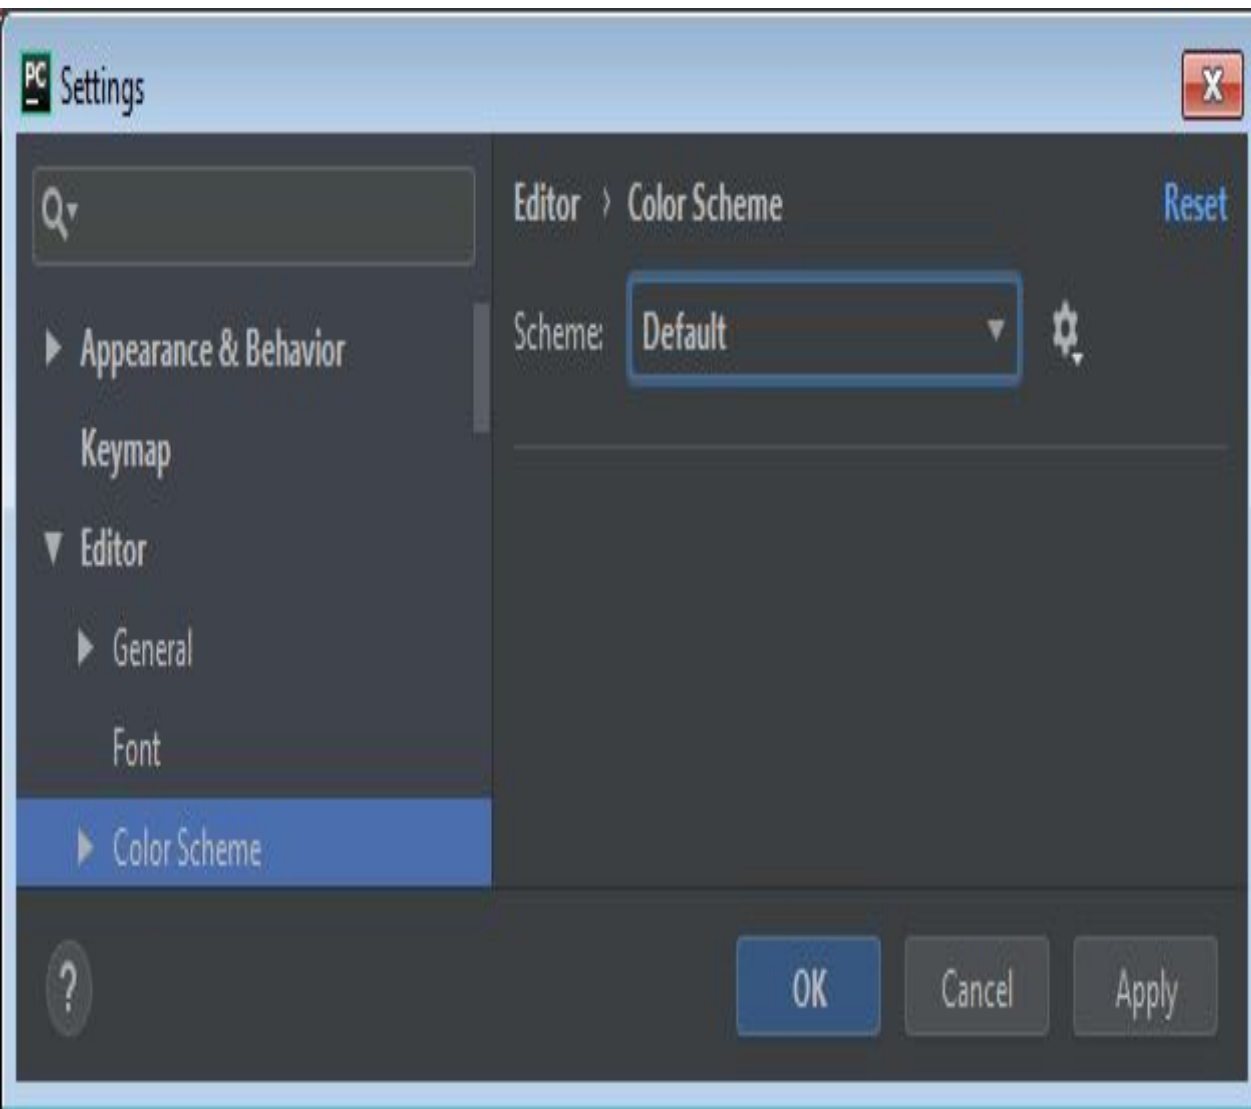 PC Settings
Editor › Color Scheme Reset
Scheme: Default
Appearance & Behavior
Keymap
Editor
General
Font
Color Scheme
? OK Cancel Apply